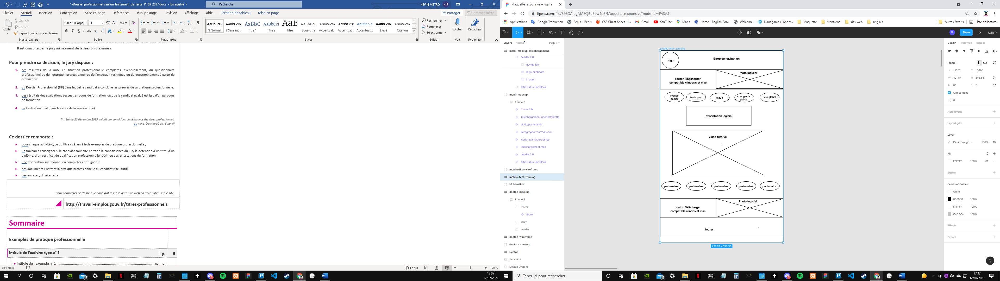 1-Dossier_professionnel_version_traitement_de_texte_11_09_2017.docx - Enregistré
Rechercher
KEVIN METRO
KM
Fichier
Accueil
Insertion
Conception
Mise en page
Références
Publipostage
Révision
Affichage
Aide
Création de tableau
Mise en page
Partager
Commentaires
Coller
Couper
Copier
Reproduire la mise en forme
Presse-papiers
Calibri (Corps)
11
Police
Paragraphe
AaBbCcDc
¶ Normal
AaBbCcDc
¶ Sans int...
AaBbC
Titre 1
AaBbCcI
Titre 2
AaB
Titre
AaBbCcD
Sous-titre
AaBbCcDc
Accentuat...
AaBbCcDc
Accentuat...
AaBbCcDc
Accentuat...
AaBbCcDc
Élevé
AaBbCcDc
Citation
Styles
Rechercher
Remplacer
Sélectionner
Édition
Dicter
Voix
Rédacteur
Rédacteur
Il est consulté par le jury au moment de la session d'examen.
Pour prendre sa décision, le jury dispose :
1. des résultats de la mise en situation professionnelle complétés, éventuellement, du questionnaire
professionnel ou de l'entretien professionnel ou de l'entretien technique ou du questionnement à partir de
productions.
2. du Dossier Professionnel (DP) dans lequel le candidat a consigné les preuves de sa pratique professionnelle.
3. des résultats des évaluations passées en cours de formation lorsque le candidat évalué est issu d'un parcours
de formation
4. de l'entretien final (dans le cadre de la session titre).
[Arrêté du 22 décembre 2015, relatif aux conditions de délivrance des titres professionnels
du ministère chargé de l'Emploi]
Ce dossier comporte :
pour chaque activité-type du titre visé, un à trois exemples de pratique professionnelle ;
un tableau à renseigner si le candidat souhaite porter à la connaissance du jury la détention d'un titre, d'un
diplôme, d'un certificat de qualification professionnelle (CQP) ou des attestations de formation ;
une déclaration sur l'honneur à compléter et à signer ;
des documents illustrant la pratique professionnelle du candidat (facultatif)
des annexes, si nécessaire.
Pour compléter ce dossier, le candidat dispose d'un site web en accès libre sur le site.
http://travail-emploi.gouv.fr/titres-professionnels
Sommaire
Exemples de pratique professionnelle
Intitulé de l'activité-type n° 1 p. 5
Intitulé de l'exemple n° 1 p. p.
834 mots
Focus
100 %
17:37
12/07/2021
Maquette responsive – Figma
figma.com/file/B9EOAlugAfAEGj6aBbw4qB/Maquette-responsive?node-id=4%3A3
Applications
Google Traduction
Replit - Repls
CSS Cheat Sheet - I...
Gmail
YouTube
Maps
Home - English Por...
Welcome!
Nautigames | Sport...
Maquette
front-end
dev web
anglais
Autres favoris
Liste de lecture
K
Share
125%
Layers
Assets
Page 1
mobil-mockup-téléchargement
header 2.0
navigation
logo-clipboard
image 1
iOS/Status Bar/Black
mobil-mockup
Frame 3
footer 2.0
Téléchargement phone/tablette
vidéo/partenaires
Paragraphe d'introduction
icone-avantage-destop
téléchargement mac
header 2.0
iOS/Status Bar/Black
mobile-first-wireframe
mobile-first-zonning
Mobile-title
destop-mockup
Frame 3
footer
footer
body
header
destop-wireframe
destop-zonning
Destop
personna
Design System
mobile-first-zonning
logo
Barre de navigation
bouton Télécharger
compatible windows et mac
Photo logiciel
Presse
papier
texte pur
cloud
changer la
police
vue global
Présentation logiciel
Vidéo tutoriel
partenaire
partenaire
partenaire
partenaire
partenaire
bouton Télécharger
compatible windos et mac
Photo logiciel
footer
421.87 × 658.56
Design
Prototype
Inspect
Frame
X -3262
Y -5690
W 421.87
H 658.56
0°
0
Clip content
0
Auto layout
Layout grid
Layer
Pass through
100%
Fill
FFFFFF 100%
Stroke
Selection colors
white
000000 100%
FFFFFF 100%
C4C4C4 100%
Effects
Export
?
Taper ici pour rechercher
17:37
12/07/2021